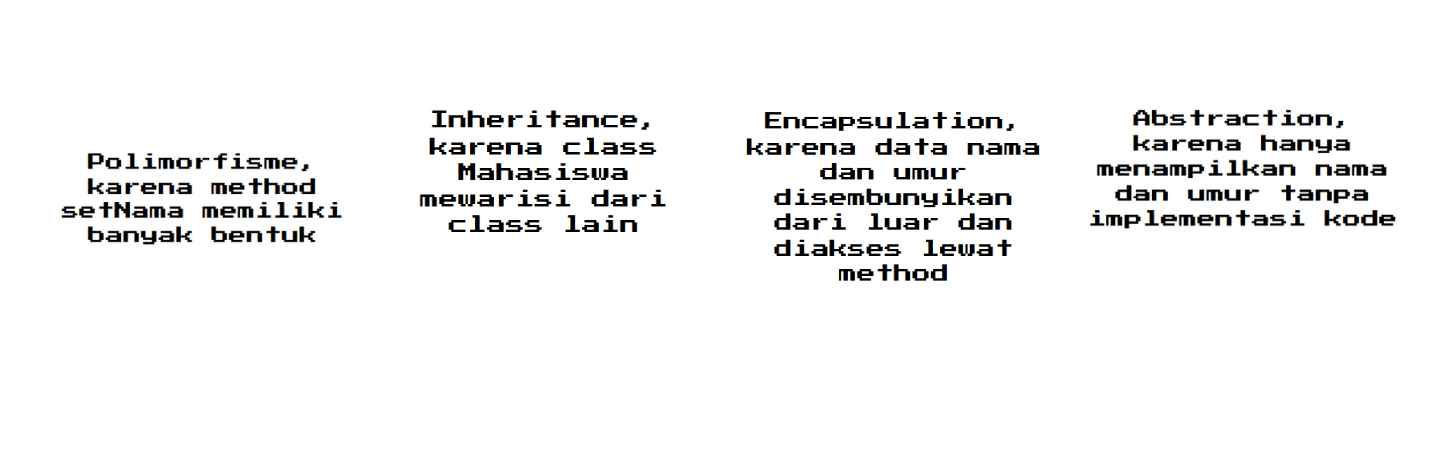 Polimorfisme,
karena method
setNama memiliki
banyak bentuk
Inheritance,
karena class
Mahasiswa
mewarisi dari
class lain
Encapsulation,
karena data nama
dan umur
disembunyikan
dari luar dan
diakses lewat
method
Abstraction,
karena hanya
menampilkan nama
dan umur tanpa
implementasi kode